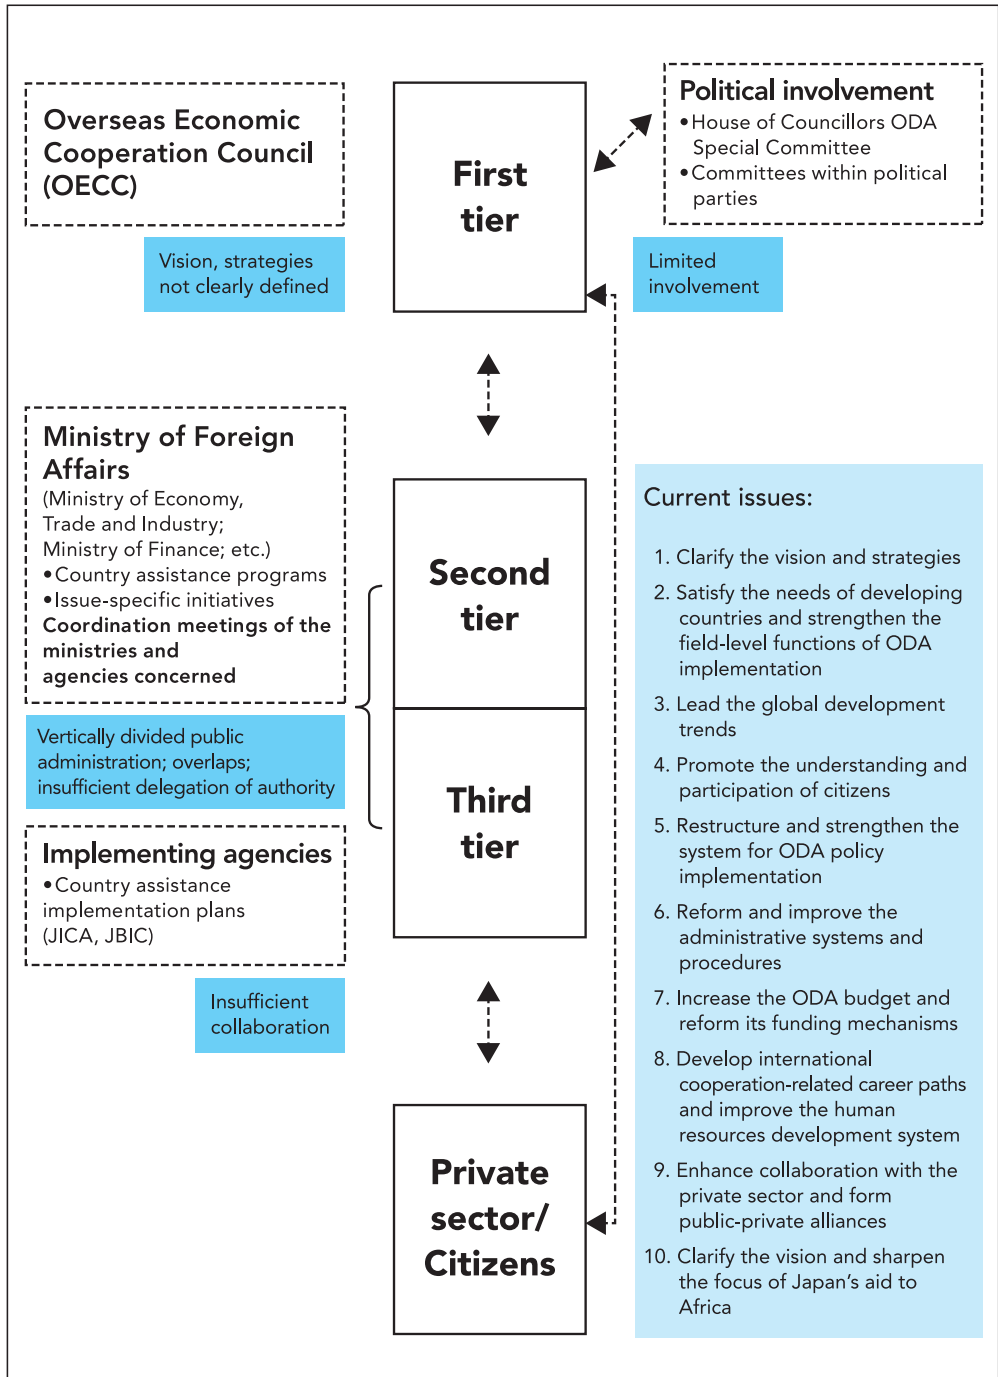 Overseas Economic
Cooperation Council
(OECC)
Vision, strategies
not clearly defined
First
tier
Political involvement
•House of Councillors ODA
Special Committee
•Committees within political
parties
Limited
involvement
Ministry of Foreign
Affairs
(Ministry of Economy,
Trade and Industry;
Ministry of Finance; etc.)
•Country assistance programs
•Issue-specific initiatives
Coordination meetings of the
ministries and
agencies concerned
Vertically divided public
administration; overlaps;
insufficient delegation of authority
Implementing agencies
•Country assistance
implementation plans
(JICA, JBIC)
Insufficient
collaboration
Second
tier
Third
tier
Private
sector/
Citizens
Current issues:
1. Clarify the vision and strategies
2. Satisfy the needs of developing
countries and strengthen the
field-level functions of ODA
implementation
3. Lead the global development
trends
4. Promote the understanding and
participation of citizens
5. Restructure and strengthen the
system for ODA policy
implementation
6. Reform and improve the
administrative systems and
procedures
7. Increase the ODA budget and
reform its funding mechanisms
8. Develop international
cooperation-related career paths
and improve the human
resources development system
9. Enhance collaboration with the
private sector and form
public-private alliances
10. Clarify the vision and sharpen
the focus of Japan's aid to
Africa